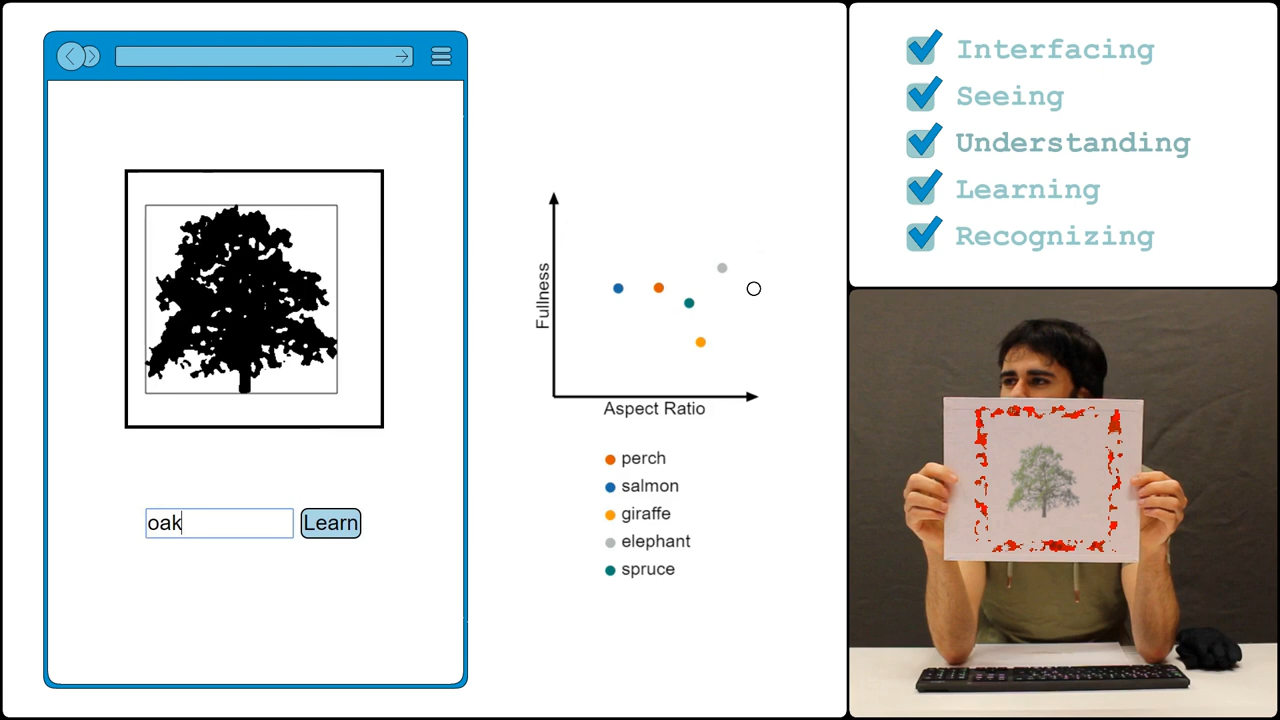 oak
Learn
Fullness
Aspect Ratio
perch
salmon
giraffe
elephant
spruce
Interfacing
Seeing
Understanding
Learning
Recognizing